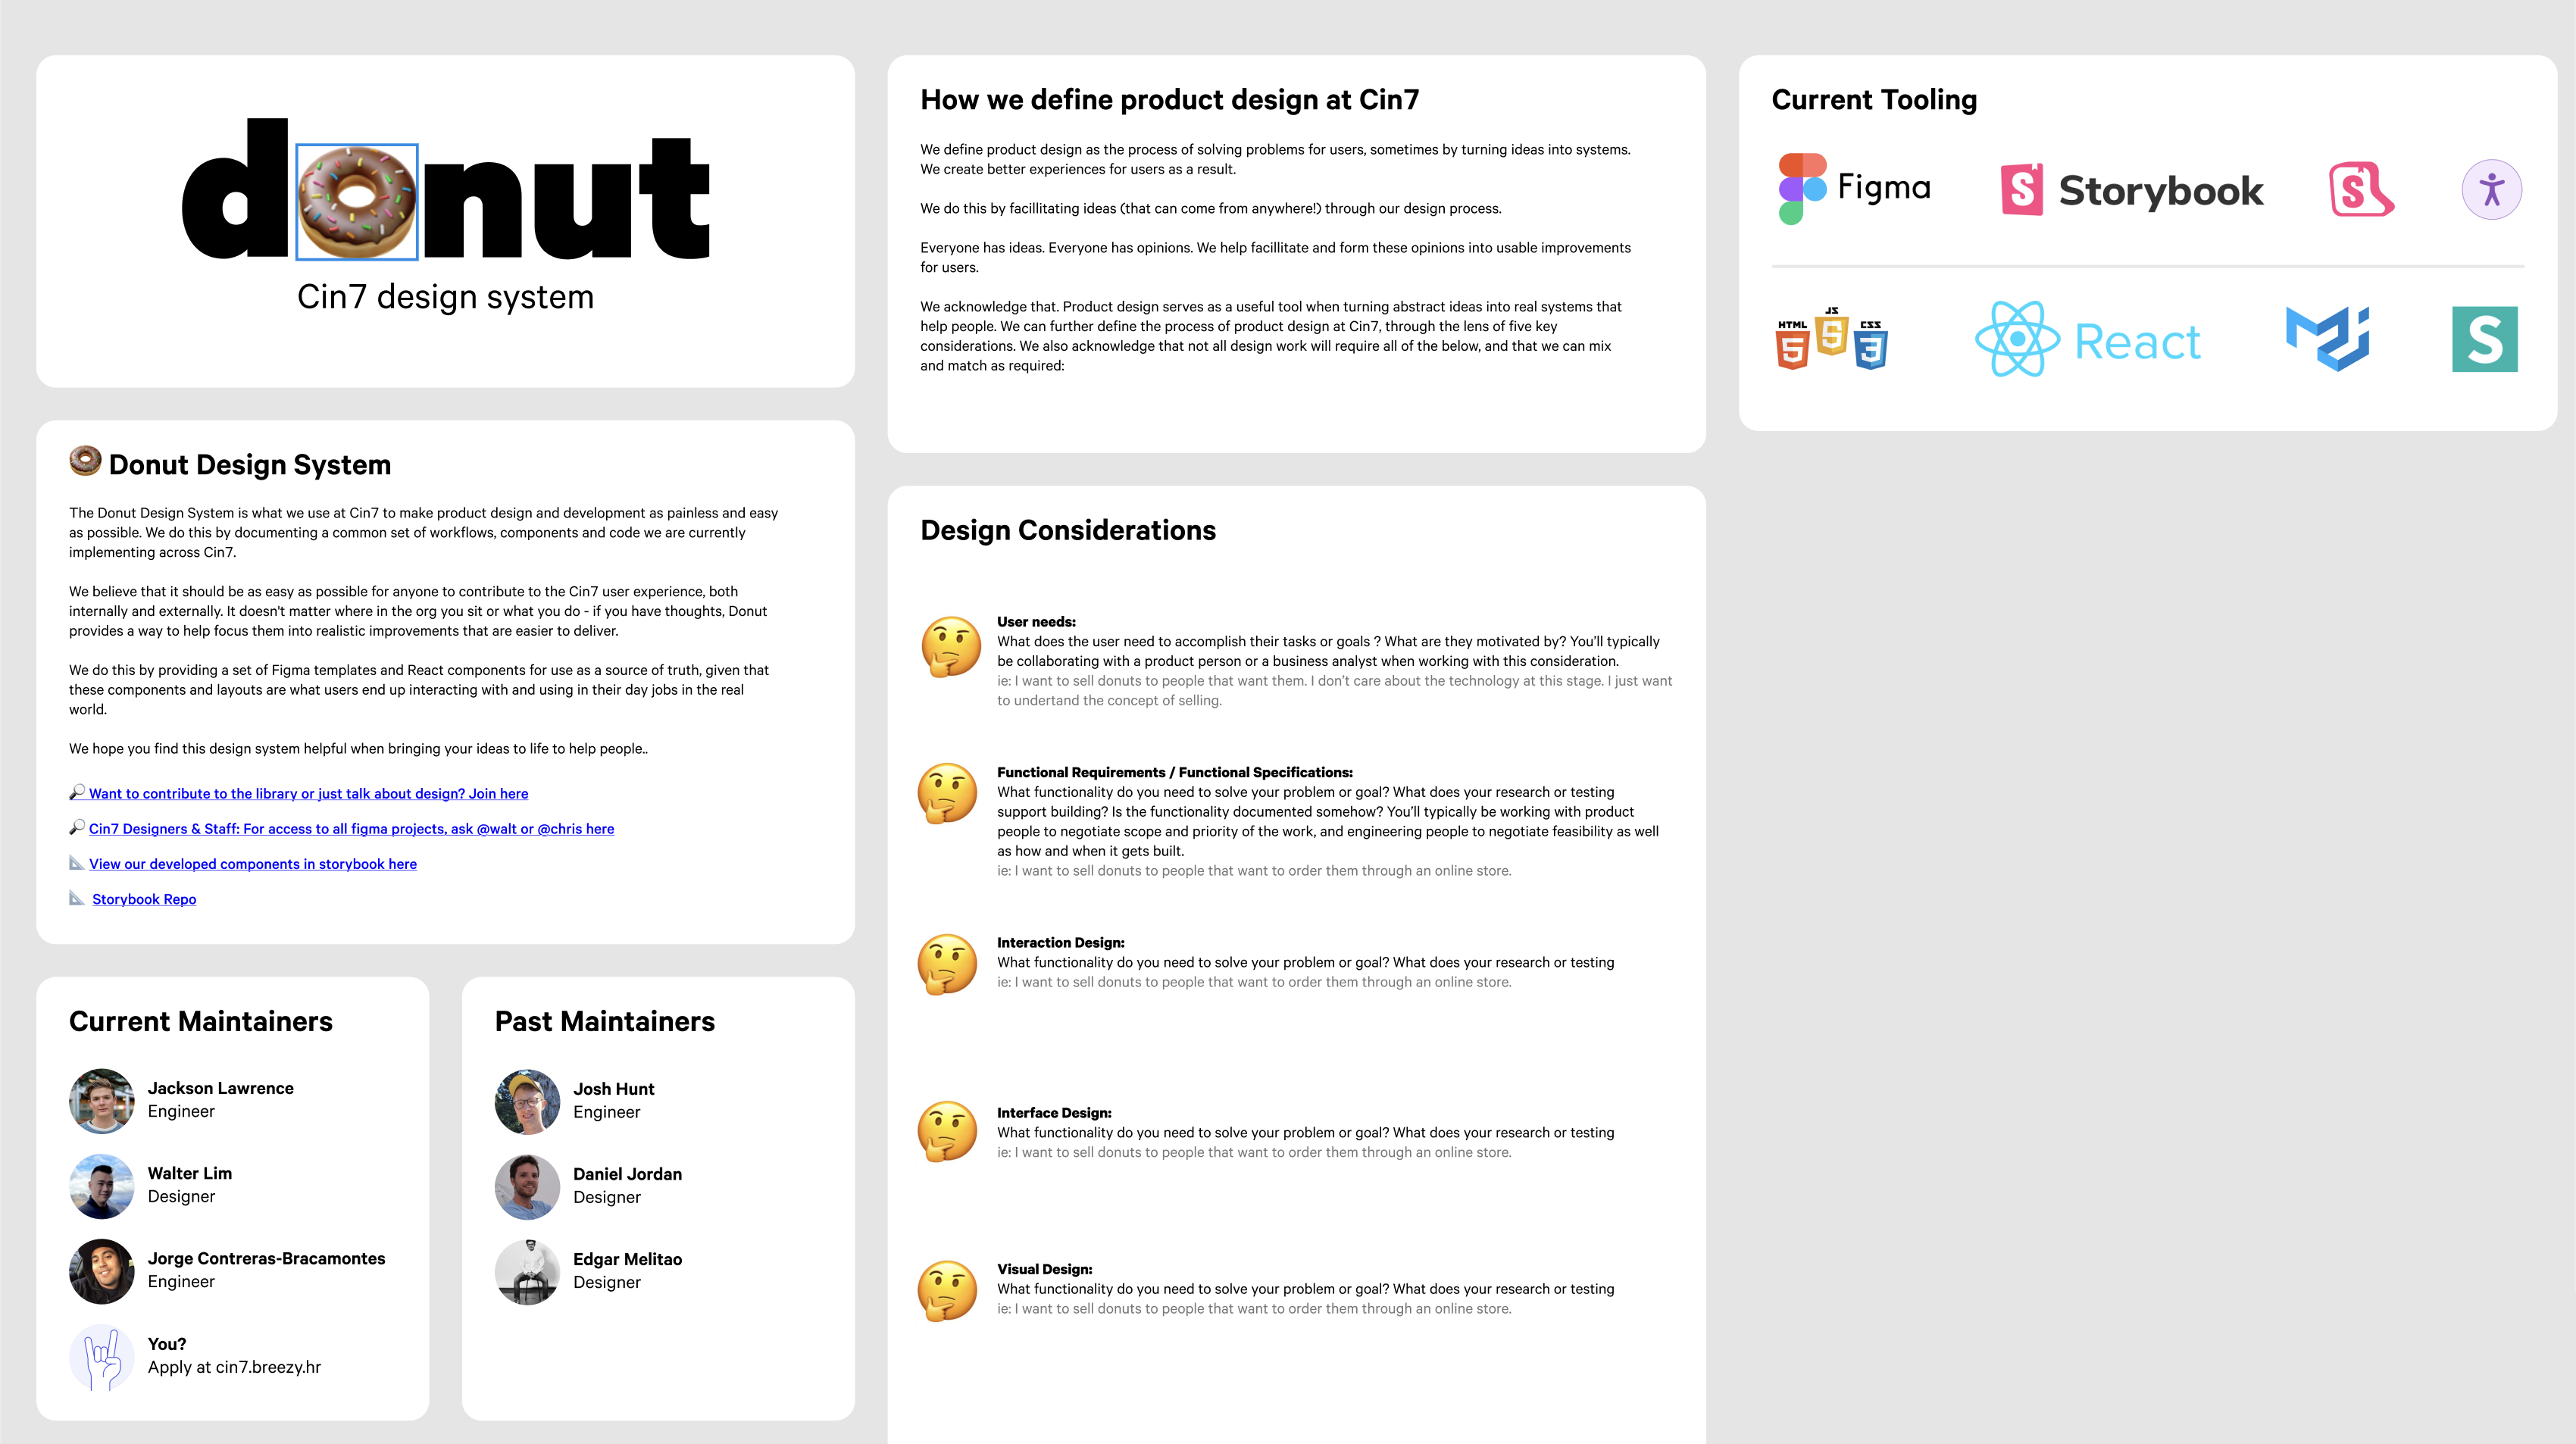 donut
Cin7 design system
Donut Design System
The Donut Design System is what we use at Cin7 to make product design and development as painless and easy
as possible. We do this by documenting a common set of workflows, components and code we are currently
implementing across Cin7.
We believe that it should be as easy as possible for anyone to contribute to the Cin7 user experience, both
internally and externally. It doesn't matter where in the org you sit or what you do - if you have thoughts, Donut
provides a way to help focus them into realistic improvements that are easier to deliver.
We do this by providing a set of Figma templates and React components for use as a source of truth, given that
these components and layouts are what users end up interacting with and using in their day jobs in the real
world.
We hope you find this design system helpful when bringing your ideas to life to help people..
Want to contribute to the library or just talk about design? Join here
Cin7 Designers & Staff: For access to all figma projects, ask @walt or @chris here
View our developed components in storybook here
Storybook Repo
Current Maintainers
Jackson Lawrence
Engineer
Walter Lim
Designer
Jorge Contreras-Bracamontes
Engineer
You?
Apply at cin7.breezy.hr
Past Maintainers
Josh Hunt
Engineer
Daniel Jordan
Designer
Edgar Melitao
Designer
How we define product design at Cin7
We define product design as the process of solving problems for users, sometimes by turning ideas into systems.
We create better experiences for users as a result.
We do this by facillitating ideas (that can come from anywhere!) through our design process.
Everyone has ideas. Everyone has opinions. We help facillitate and form these opinions into usable improvements
for users.
We acknowledge that. Product design serves as a useful tool when turning abstract ideas into real systems that
help people. We can further define the process of product design at Cin7, through the lens of five key
considerations. We also acknowledge that not all design work will require all of the below, and that we can mix
and match as required:
Design Considerations
User needs:
What does the user need to accomplish their tasks or goals ? What are they motivated by? You’ll typically
be collaborating with a product person or a business analyst when working with this consideration.
ie: I want to sell donuts to people that want them. I don’t care about the technology at this stage. I just want
to undertand the concept of selling.
Functional Requirements / Functional Specifications:
What functionality do you need to solve your problem or goal? What does your research or testing
support building? Is the functionality documented somehow? You’ll typically be working with product
people to negotiate scope and priority of the work, and engineering people to negotiate feasibility as well
as how and when it gets built.
ie: I want to sell donuts to people that want to order them through an online store.
Interaction Design:
What functionality do you need to solve your problem or goal? What does your research or testing
ie: I want to sell donuts to people that want to order them through an online store.
Interface Design:
What functionality do you need to solve your problem or goal? What does your research or testing
ie: I want to sell donuts to people that want to order them through an online store.
Visual Design:
What functionality do you need to solve your problem or goal? What does your research or testing
ie: I want to sell donuts to people that want to order them through an online store.
Current Tooling
Figma
S Storybook
S
HTML 5 JS 5 CSS 3
React
S